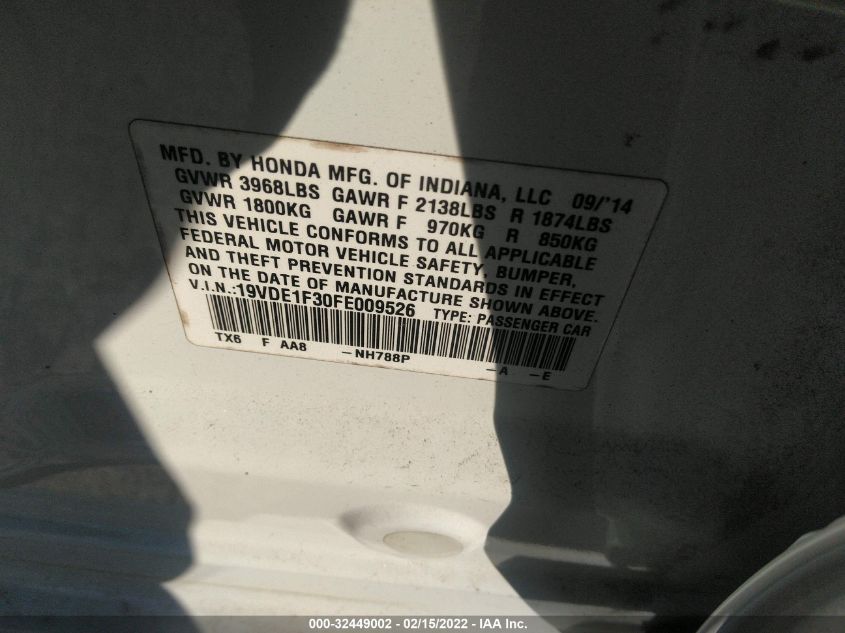 MFD. BY HONDA MFG. OF INDIANA, LLC 09/'14
GVWR 3968LBS GAWR F 2138LBS R 1874LBS
GVWR 1800KG GAWR F 970KG R 850KG
THIS VEHICLE CONFORMS TO ALL APPLICABLE
FEDERAL MOTOR VEHICLE SAFETY, BUMPER,
AND THEFT PREVENTION STANDARDS IN EFFECT
ON THE DATE OF MANUFACTURE SHOWN ABOVE.
V.I.N.:19VDE1F30FE009526 TYPE: PASSENGER CAR
TX6 F AA8 -NH788P -A -E
000-32449002 - 02/15/2022 - IAA Inc.